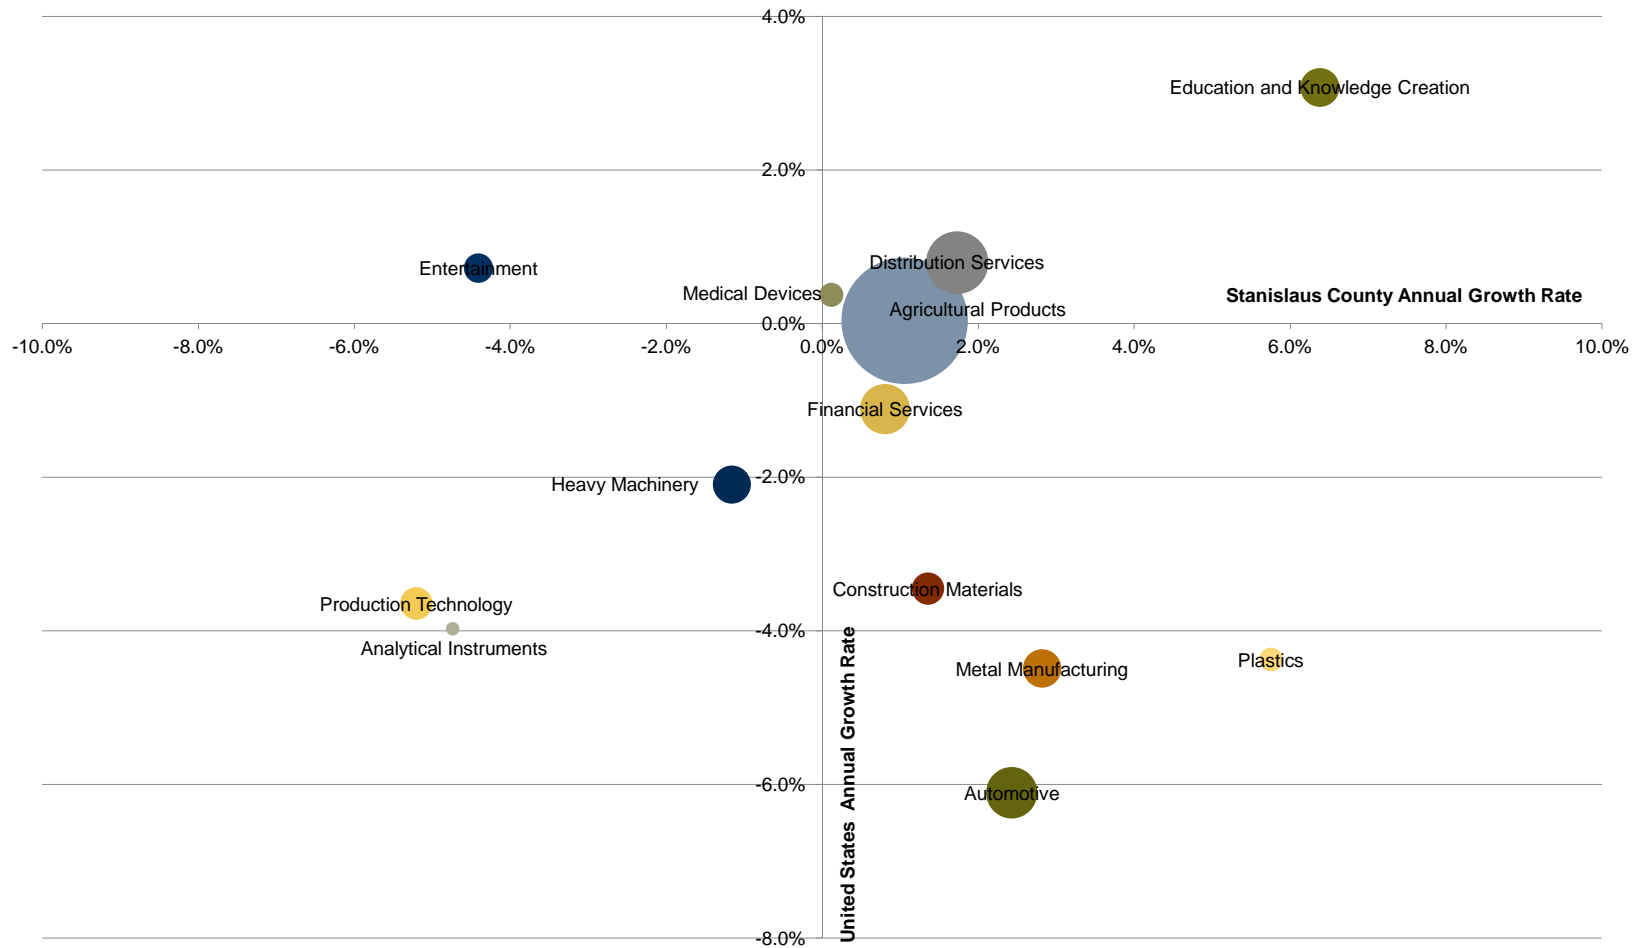 4.0%
Education and Knowledge Creation
2.0%
Distribution Services
Entertainment
Medical Devices
Stanislaus County Annual Growth Rate
Agricultural Products
0.0%
-10.0% -8.0% -6.0% -4.0% -2.0% 0.0% 2.0% 4.0% 6.0% 8.0% 10.0%
Financial Services
-2.0%
Heavy Machinery
Construction Materials
Production Technology
-4.0%
Analytical Instruments
Plastics
Metal Manufacturing
United States Annual Growth Rate
-6.0%
Automotive
-8.0%